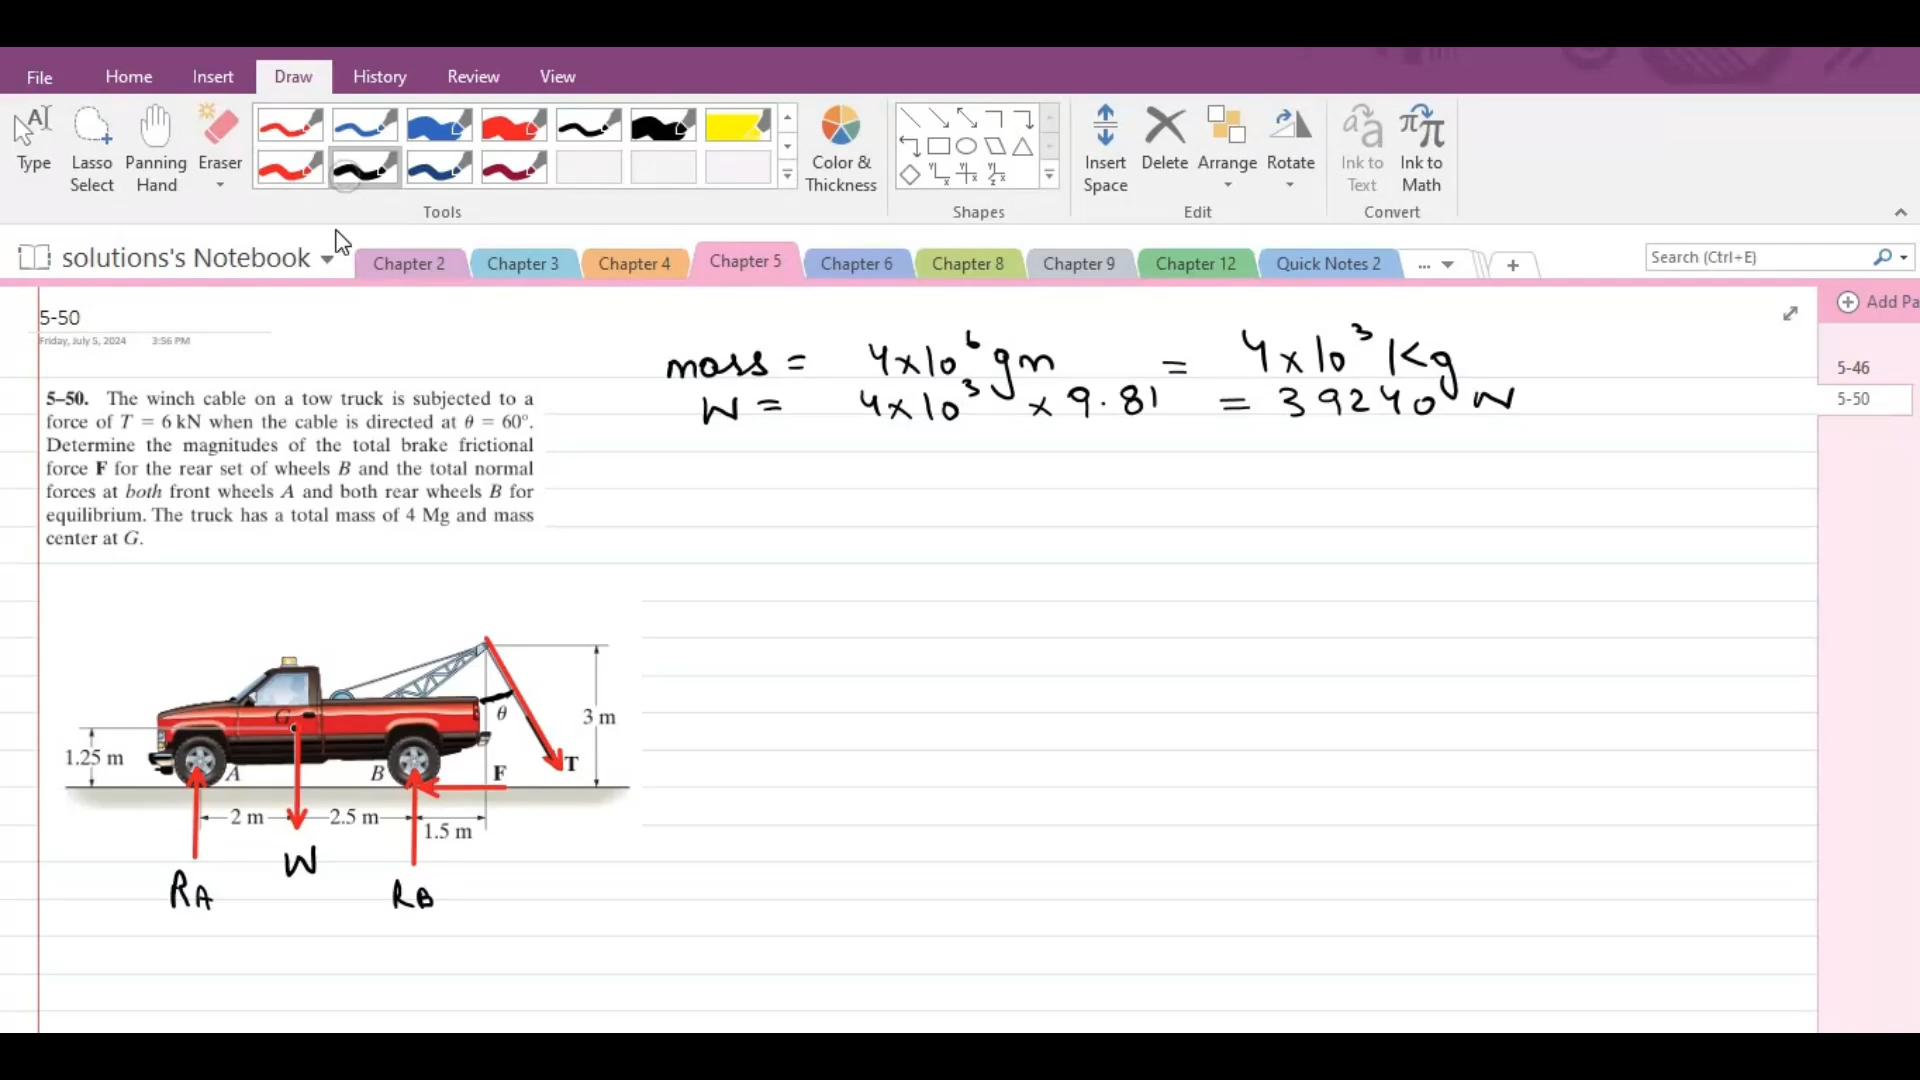 File Home Insert Draw History Review View
Type
Lasso Select
Panning Hand
Eraser
Color & Thickness
Insert Space
Delete
Arrange
Rotate
Ink to Text
Ink to Math
Tools
Shapes
Edit
Convert
solutions's Notebook
Chapter 2 Chapter 3 Chapter 4 Chapter 5 Chapter 6 Chapter 8 Chapter 9 Chapter 12 Quick Notes 2 ... +
Search (Ctrl+E)
Add Pa
5-46
5-50
5-50
Friday, July 5, 2024 3:56 PM
mass = 4x10⁶ gm = 4x10³ Kg
W = 4x10³ x 9.81 = 39240 N
5–50. The winch cable on a tow truck is subjected to a
force of T = 6 kN when the cable is directed at θ = 60°.
Determine the magnitudes of the total brake frictional
force F for the rear set of wheels B and the total normal
forces at both front wheels A and both rear wheels B for
equilibrium. The truck has a total mass of 4 Mg and mass
center at G.
G θ 3 m
1.25 m A B F T
2 m 2.5 m 1.5 m
W
RA RB